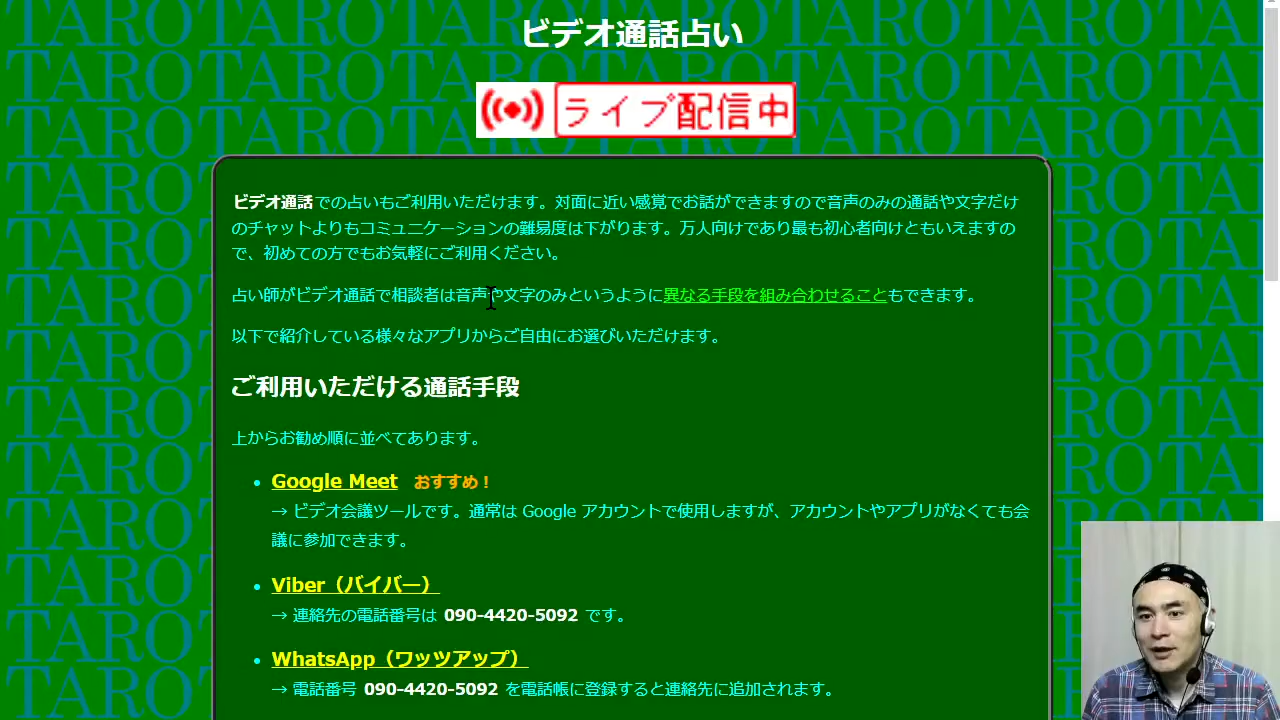 ビデオ通話占い
ライブ配信中
ビデオ通話での占いもご利用いただけます。対面に近い感覚でお話ができますので音声のみの通話や文字だけ
のチャットよりもコミュニケーションの難易度は下がります。万人向けであり最も初心者向けともいえますの
で、初めての方でもお気軽にご利用ください。
占い師がビデオ通話で相談者は音声や文字のみというように異なる手段を組み合わせることもできます。
以下で紹介している様々なアプリからご自由にお選びいただけます。
ご利用いただける通話手段
上からお勧め順に並べてあります。
• Google Meet おすすめ！
→ ビデオ会議ツールです。通常は Google アカウントで使用しますが、アカウントやアプリがなくても会
議に参加できます。
• Viber（バイバー）
→ 連絡先の電話番号は 090-4420-5092 です。
• WhatsApp（ワッツアップ）
→ 電話番号 090-4420-5092 を電話帳に登録すると連絡先に追加されます。
TAROT